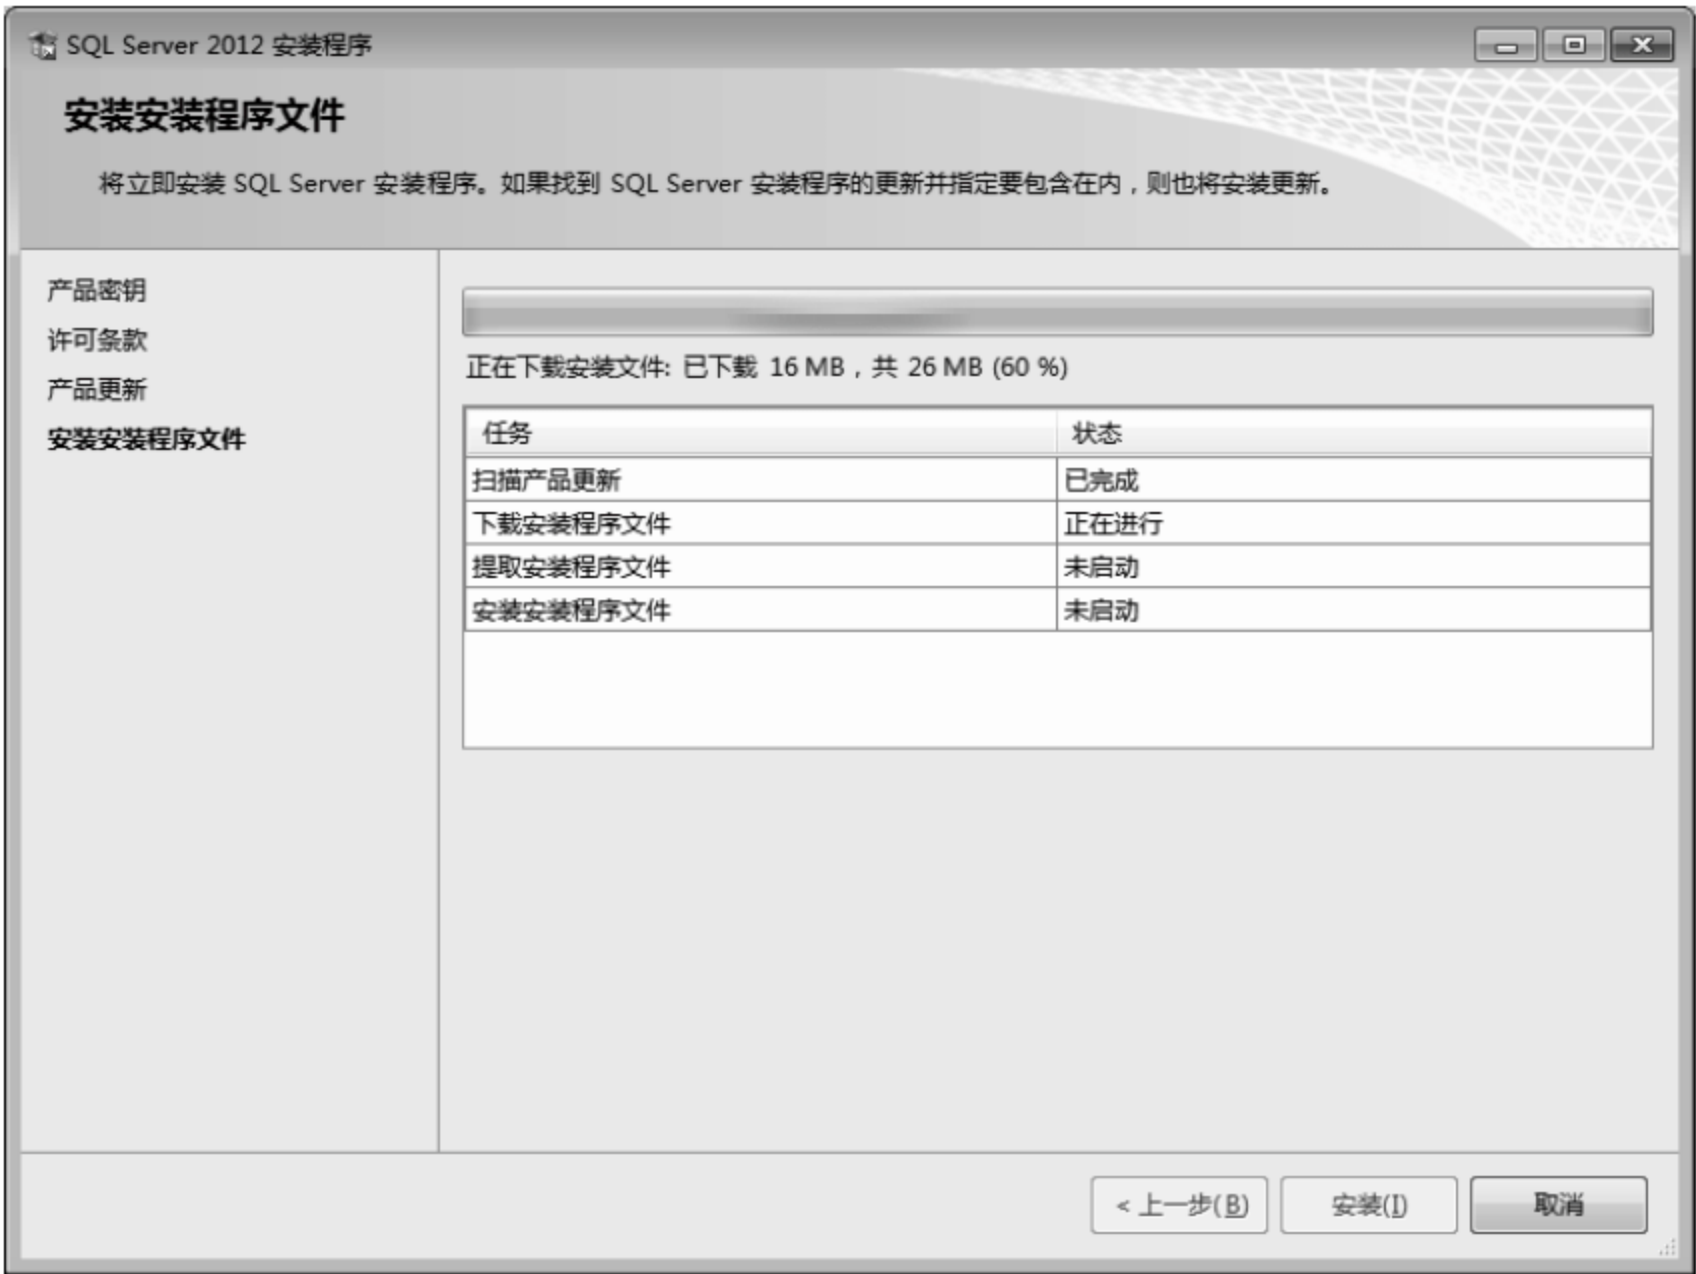 SQL Server 2012 安装程序
安装安装程序文件
将立即安装 SQL Server 安装程序。如果找到 SQL Server 安装程序的更新并指定要包含在内，则也将安装更新。
产品密钥
许可条款
产品更新
安装安装程序文件
正在下载安装文件: 已下载 16 MB，共 26 MB (60 %)
任务 状态
扫描产品更新 已完成
下载安装程序文件 正在进行
提取安装程序文件 未启动
安装安装程序文件 未启动
< 上一步(B) 安装(I) 取消